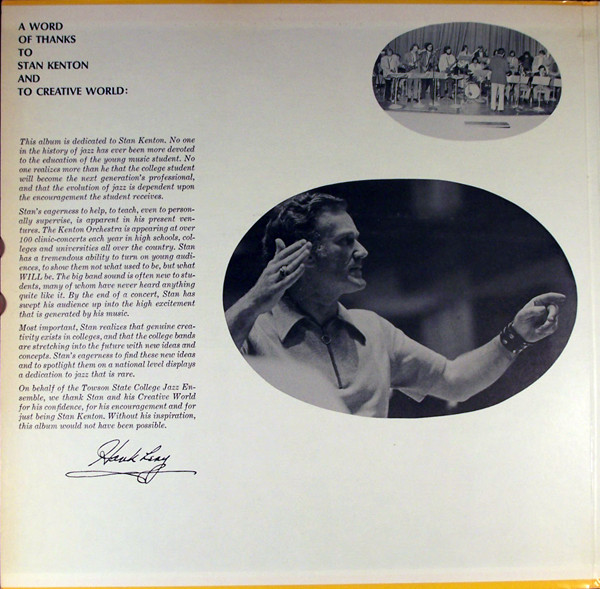 A WORD
OF THANKS
TO
STAN KENTON
AND
TO CREATIVE WORLD:
This album is dedicated to Stan Kenton. No one
in the history of jazz has ever been more devoted
to the education of the young music student. No
one realizes more than he that the college student
will become the next generation's professional,
and that the evolution of jazz is dependent upon
the encouragement the student receives.
Stan's eagerness to help, to teach, even to person-
ally supervise, is apparent in his present ven-
tures. The Kenton Orchestra is appearing at over
100 clinic-concerts each year in high schools, col-
leges and universities all over the country. Stan
has a tremendous ability to turn on young audi-
ences, to show them not what used to be, but what
WILL be. The big band sound is often new to stu-
dents, many of whom have never heard anything
quite like it. By the end of a concert, Stan has
swept his audience up into the high excitement
that is generated by his music.
Most important, Stan realizes that genuine crea-
tivity exists in colleges, and that the college bands
are stretching into the future with new ideas and
concepts. Stan's eagerness to find these new ideas
and to spotlight them on a national level displays
a dedication to jazz that is rare.
On behalf of the Towson State College Jazz En-
semble, we thank Stan and his Creative World
for his confidence, for his encouragement and for
just being Stan Kenton. Without his inspiration,
this album would not have been possible.
Hank Levy